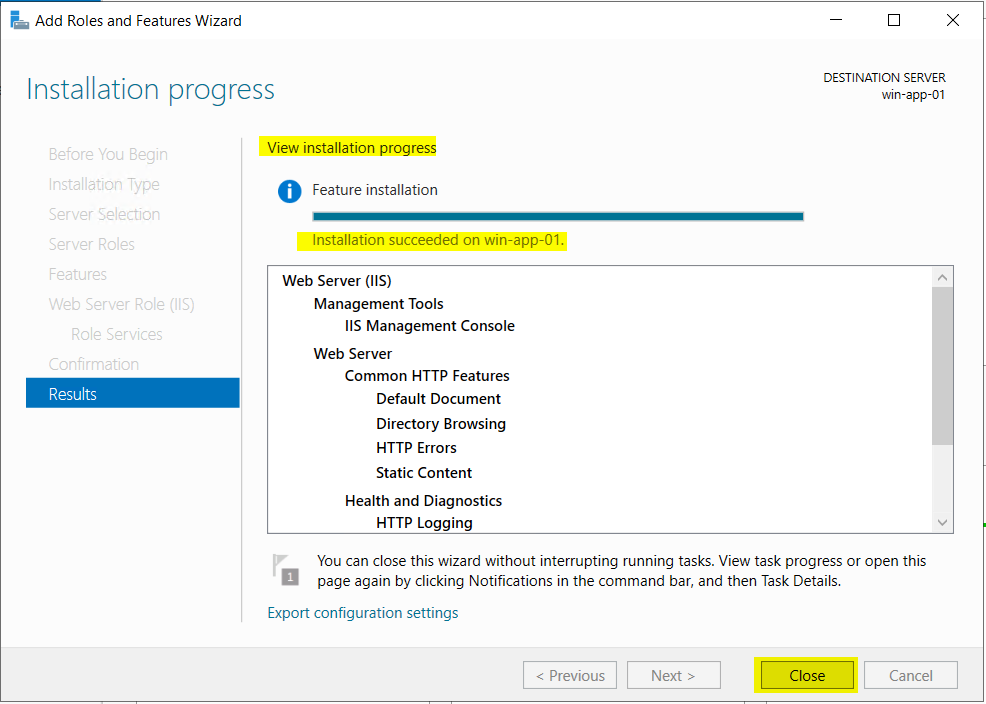 Add Roles and Features Wizard
Installation progress
DESTINATION SERVER
win-app-01
Before You Begin
Installation Type
Server Selection
Server Roles
Features
Web Server Role (IIS)
Role Services
Confirmation
Results
View installation progress
Feature installation
Installation succeeded on win-app-01.
Web Server (IIS)
Management Tools
IIS Management Console
Web Server
Common HTTP Features
Default Document
Directory Browsing
HTTP Errors
Static Content
Health and Diagnostics
HTTP Logging
1
You can close this wizard without interrupting running tasks. View task progress or open this
page again by clicking Notifications in the command bar, and then Task Details.
Export configuration settings
< Previous
Next >
Close
Cancel